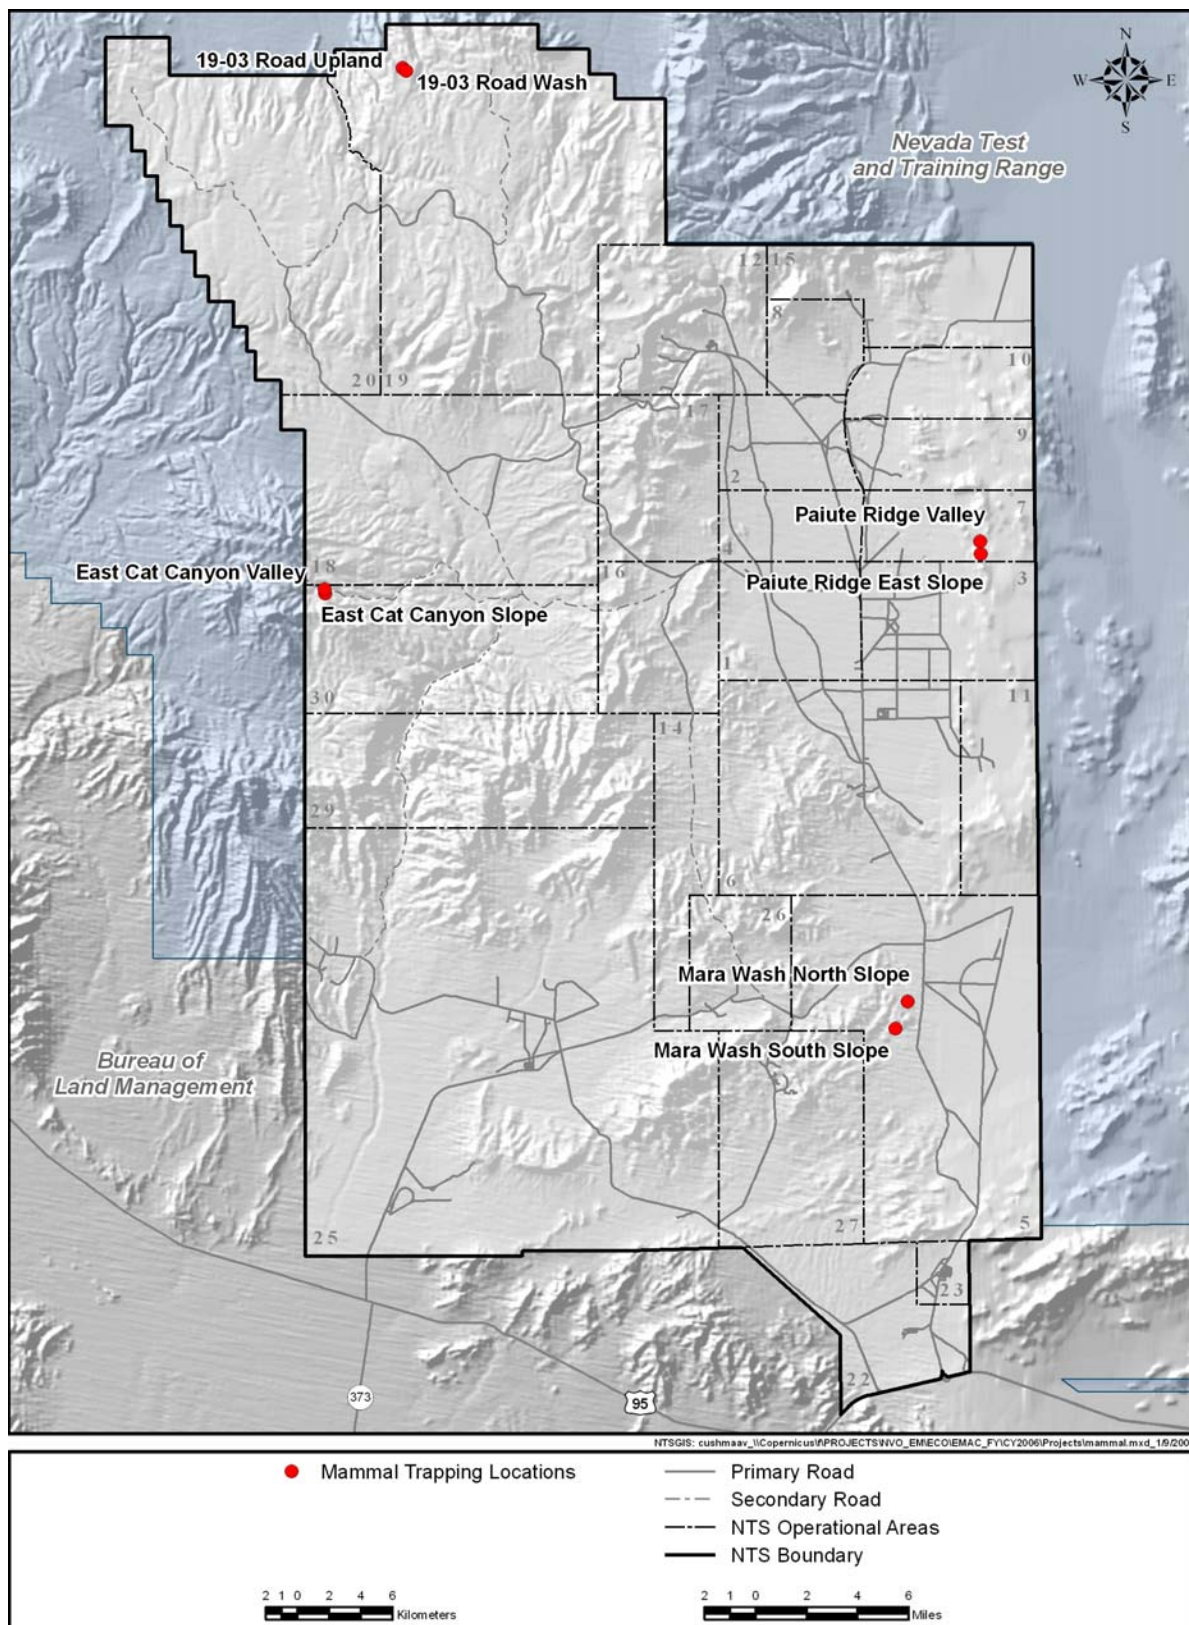 19-03 Road Upland
19-03 Road Wash
N
W E
S
Nevada Test
and Training Range
12 15
8
20 19
10
17
9
2
7
Paiute Ridge Valley
4
18
16
East Cat Canyon Valley
Paiute Ridge East Slope
3
East Cat Canyon Slope
1
30
11
14
29
6
26
Mara Wash North Slope
Mara Wash South Slope
Bureau of
Land Management
25
27
5
23
22
373
95
Mammal Trapping Locations
Primary Road
Secondary Road
NTS Operational Areas
NTS Boundary
2 1 0 2 4 6
Kilometers
2 1 0 2 4 6
Miles